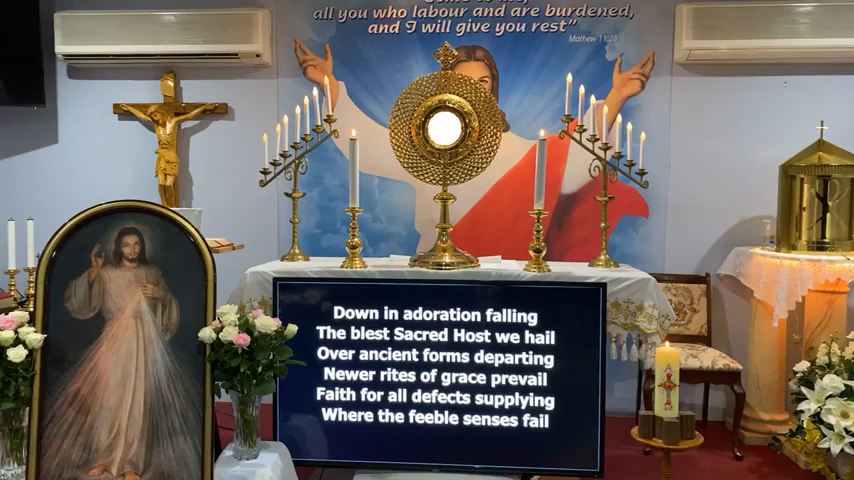 all you who labour and are burdened,
and I will give you rest"
Mathew 11:28
Down in adoration falling
The blest Sacred Host we hail
Over ancient forms departing
Newer rites of grace prevail
Faith for all defects supplying
Where the feeble senses fail